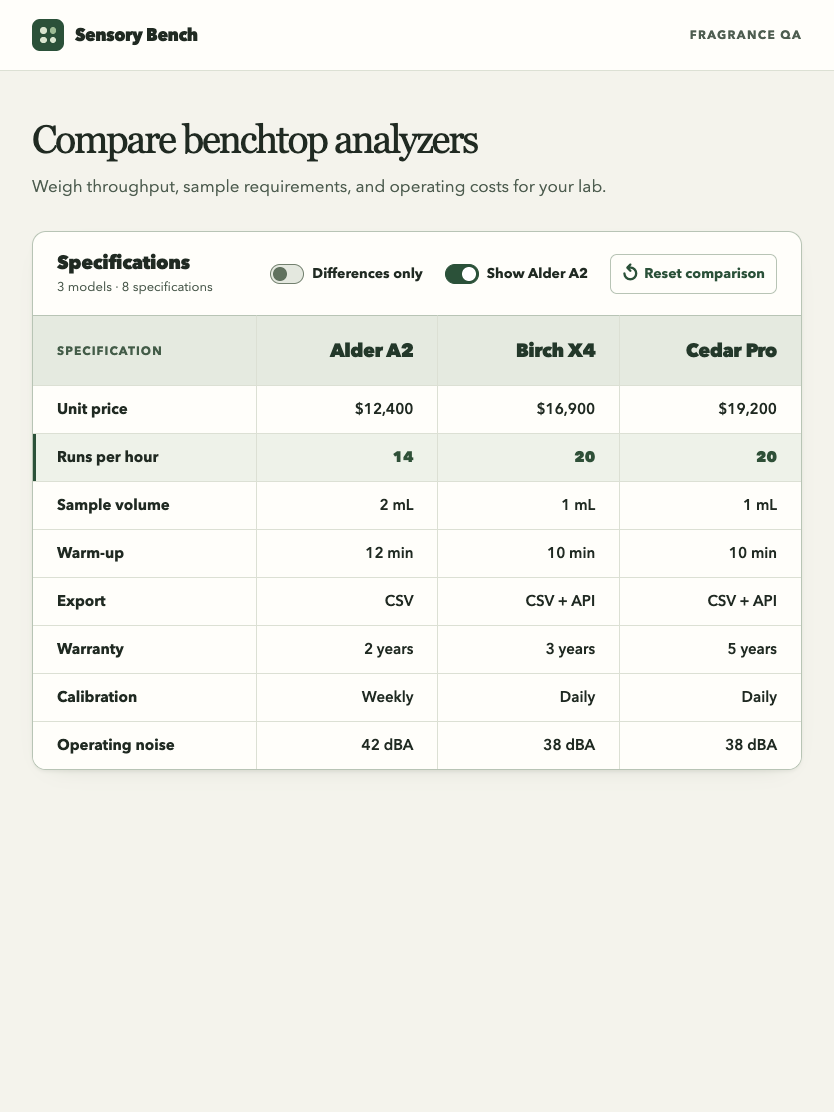 Sensory Bench
FRAGRANCE QA
Compare benchtop analyzers
Weigh throughput, sample requirements, and operating costs for your lab.
Specifications
3 models · 8 specifications
Differences only
Show Alder A2
Reset comparison
SPECIFICATION Alder A2 Birch X4 Cedar Pro
Unit price $12,400 $16,900 $19,200
Runs per hour 14 20 20
Sample volume 2 mL 1 mL 1 mL
Warm-up 12 min 10 min 10 min
Export CSV CSV + API CSV + API
Warranty 2 years 3 years 5 years
Calibration Weekly Daily Daily
Operating noise 42 dBA 38 dBA 38 dBA